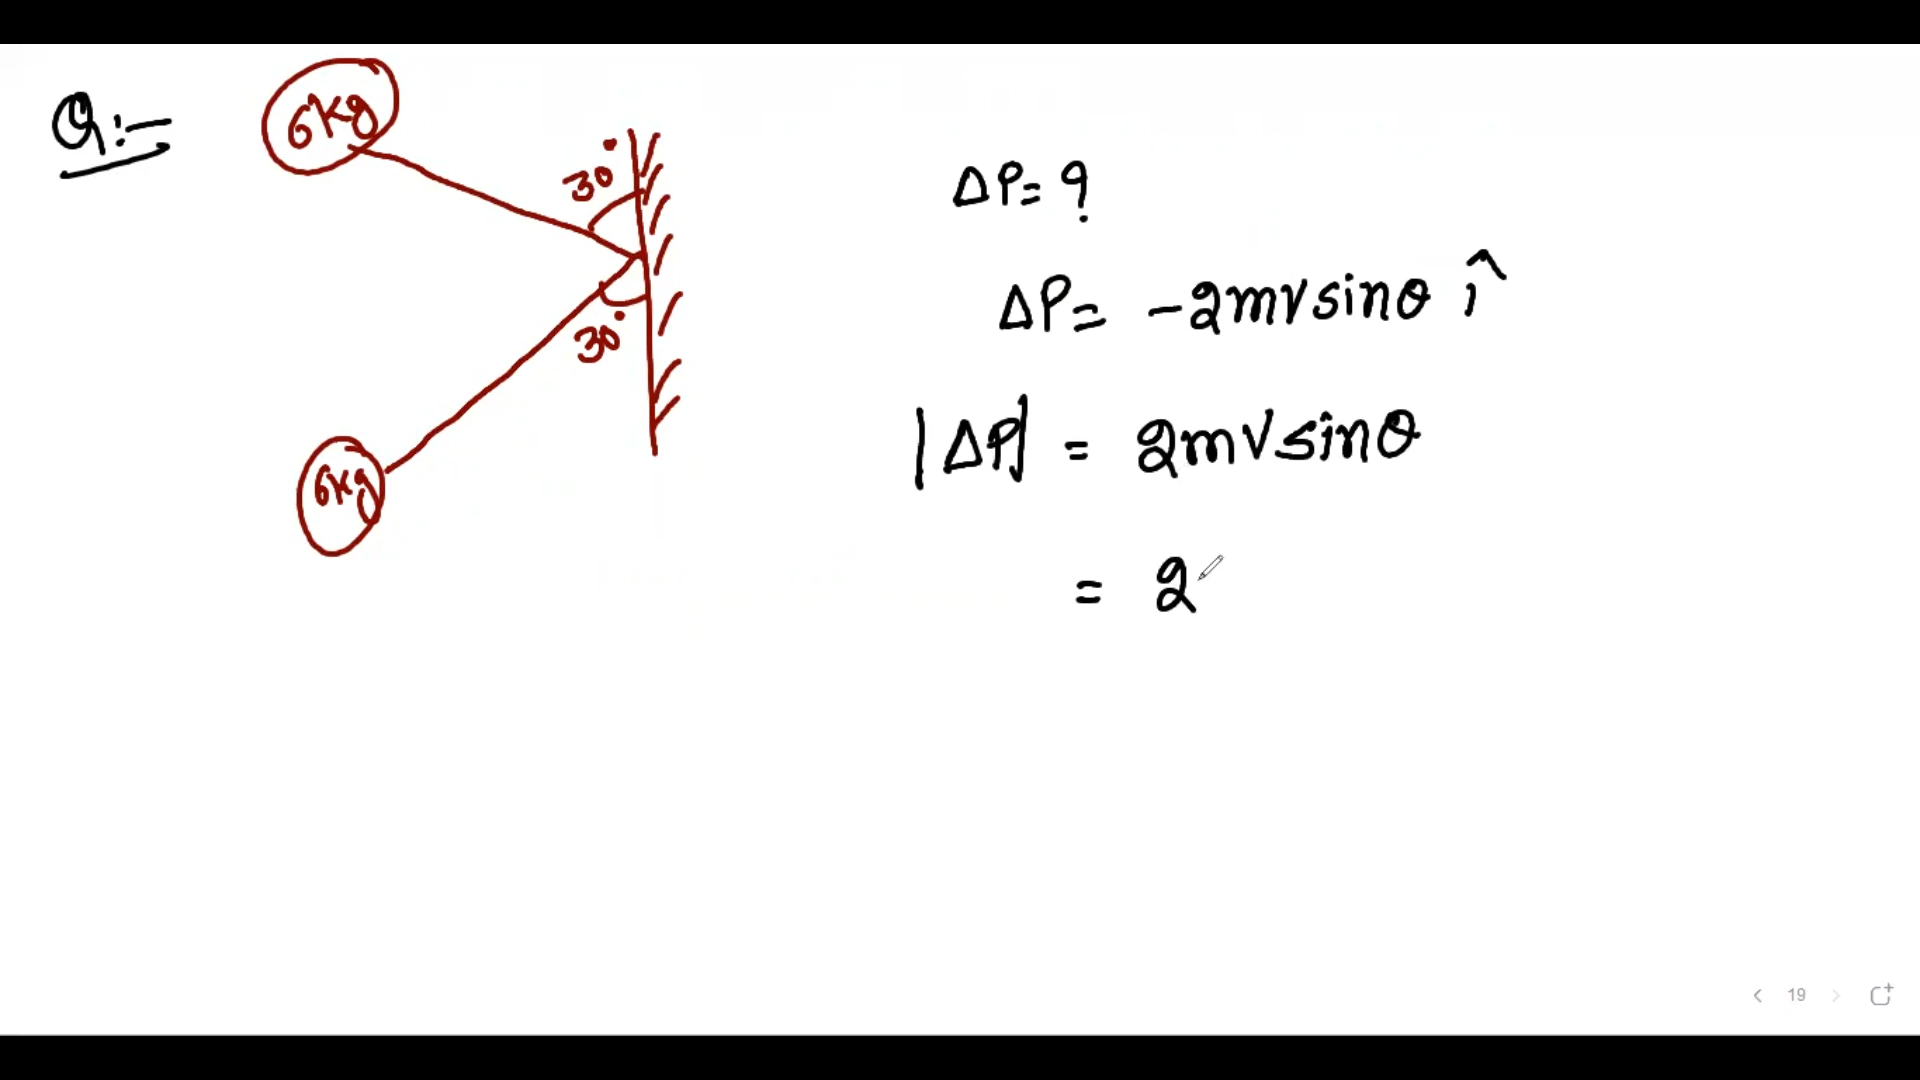 Q:-
6kg
30°
30°
6kg
ΔP= ?
ΔP= -2mvsinθ î
|ΔP| = 2mvsinθ
= 2
19